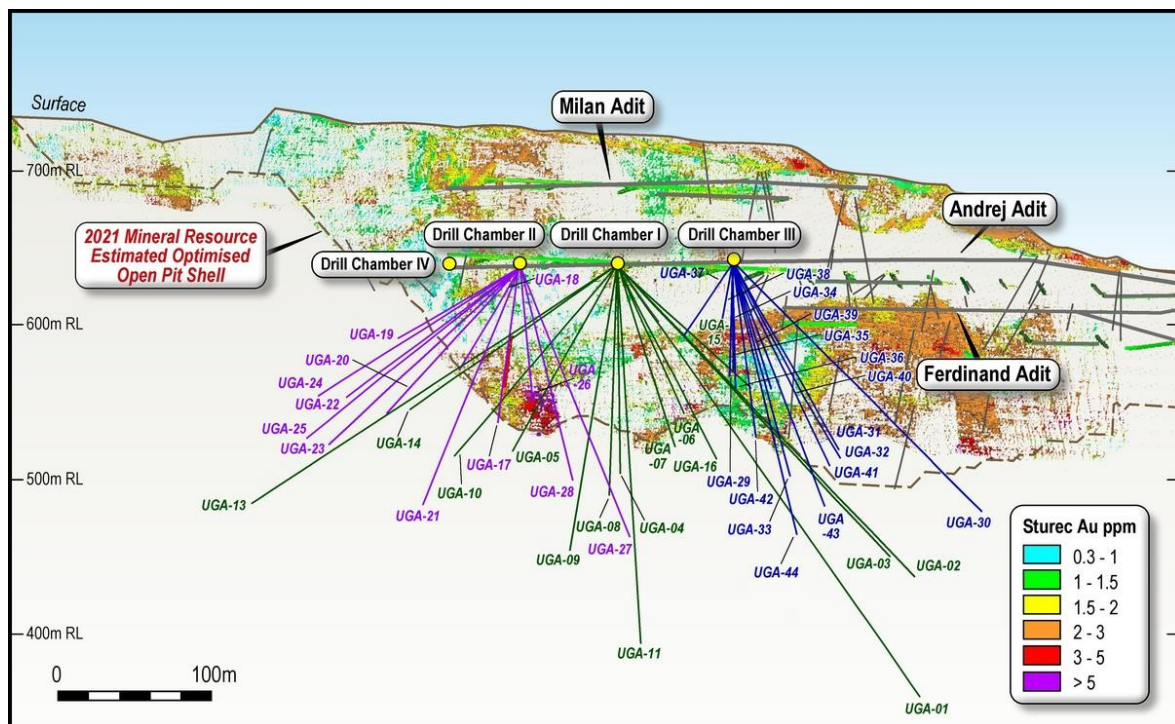 Surface
Milan Adit
700m RL
Andrej Adit
2021 Mineral Resource
Estimated Optimised
Open Pit Shell
Drill Chamber II
Drill Chamber I
Drill Chamber III
Drill Chamber IV
UGA-37
UGA-38
UGA-18
UGA-34
600m RL
UGA-19
UGA-
15
UGA-39
UGA-35
UGA-20
UGA-36
UGA
-26
UGA-24
UGA-40
Ferdinand Adit
UGA-22
UGA-25
UGA-23
UGA-14
UGA-17
UGA-05
UGA
-06
UGA
-07
UGA-16
UGA-31
UGA-32
UGA-41
500m RL
UGA-13
UGA-10
UGA-21
UGA-28
UGA-29
UGA-42
UGA-33
UGA-30
UGA-08
UGA-04
UGA-27
UGA-09
UGA
-43
UGA-44
UGA-03
UGA-02
400m RL
UGA-11
UGA-01
0
100m
Sturec Au ppm
0.3 - 1
1 - 1.5
1.5 - 2
2 - 3
3 - 5
> 5